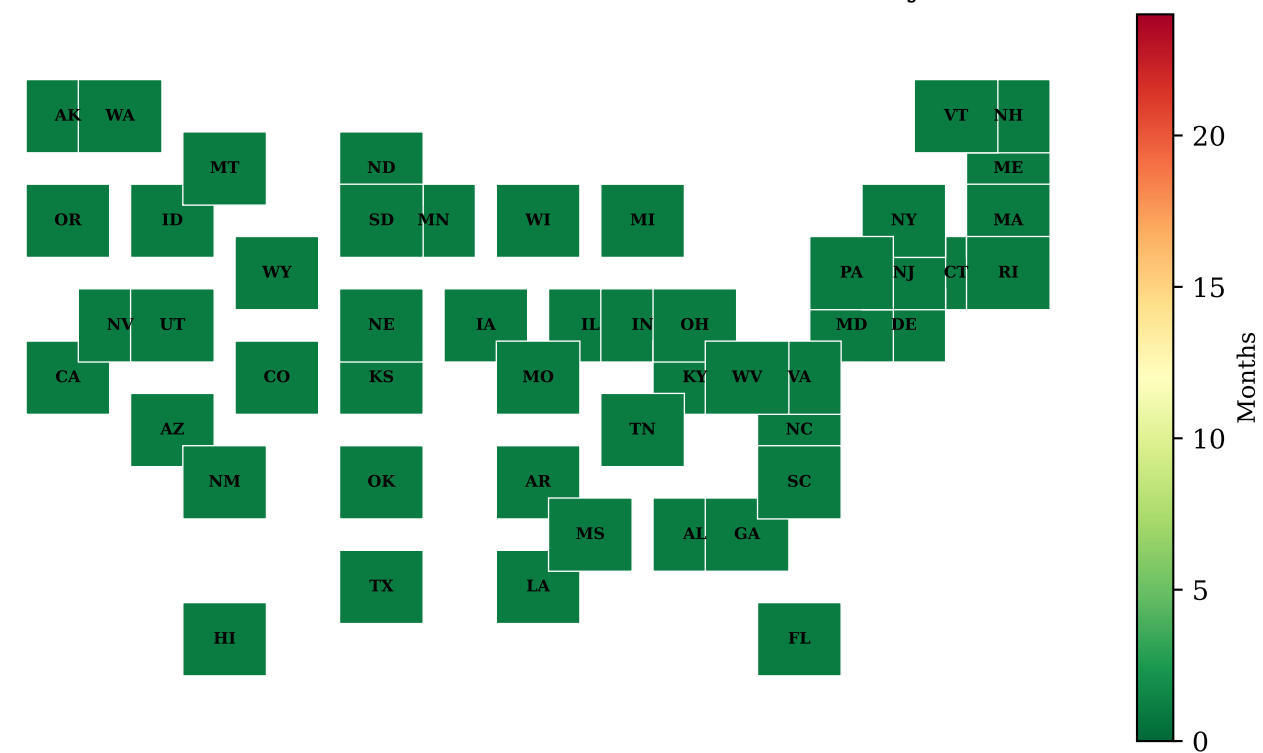 AK WA VT NH
MT ND ME
OR ID SD MN WI MI NY MA
WY PA NJ CT RI
NV UT NE IA IL IN OH MD DE
CA CO KS MO KY WV VA
AZ TN NC
NM OK AR SC
MS AL GA
TX LA
HI FL
20
15
10
5
0
Months